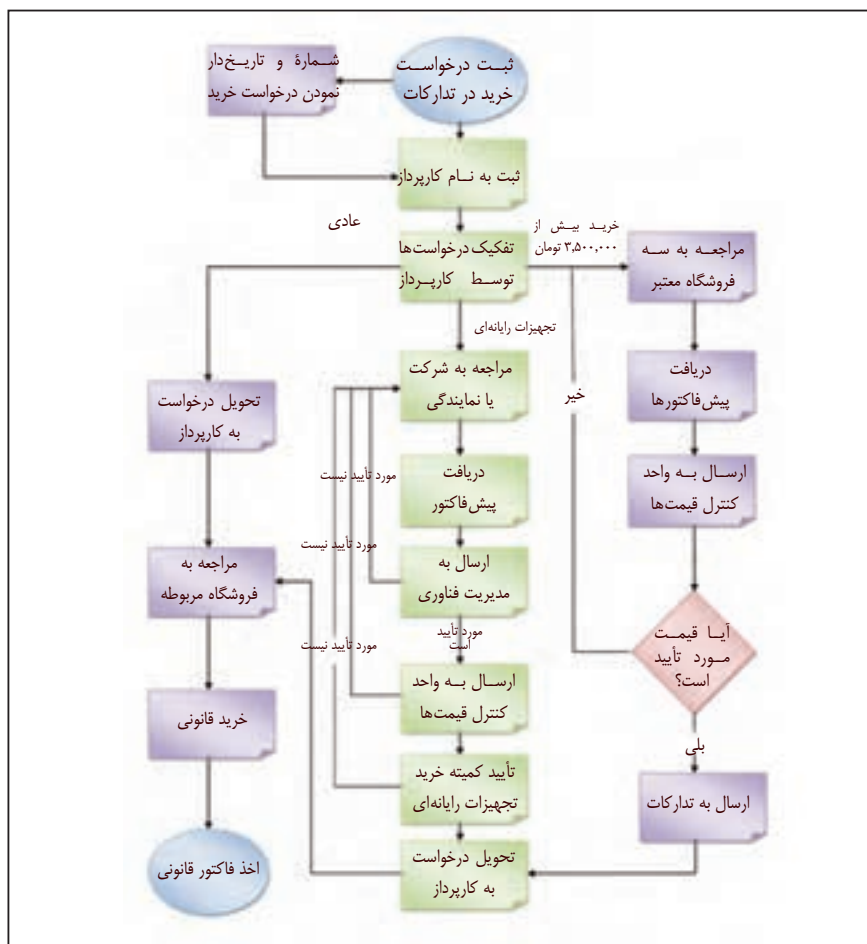 ثبت درخواست
خرید در تدارکات
شمارهٔ و تاریخ‌دار
نمودن درخواست خرید
ثبت به نام کارپرداز
عادی
تفکیک درخواست‌ها
توسط کارپرداز
خرید بیش از
۳,۵۰۰,۰۰۰ تومان
مراجعه به سه
فروشگاه معتبر
تجهیزات رایانه‌ای
مراجعه به شرکت
یا نمایندگی
خیر
دریافت
پیش‌فاکتورها
تحویل درخواست
به کارپرداز
مورد تأیید نیست
دریافت
پیش‌فاکتور
ارسال به واحد
کنترل قیمت‌ها
مورد تأیید نیست
ارسال به
مدیریت فناوری
مراجعه به
فروشگاه مربوطه
مورد تأیید
است
مورد تأیید نیست
آیا قیمت
مورد تأیید
است؟
ارسال به واحد
کنترل قیمت‌ها
خرید قانونی
بلی
تأیید کمیته خرید
تجهیزات رایانه‌ای
ارسال به تدارکات
تحویل درخواست
به کارپرداز
اخذ فاکتور قانونی